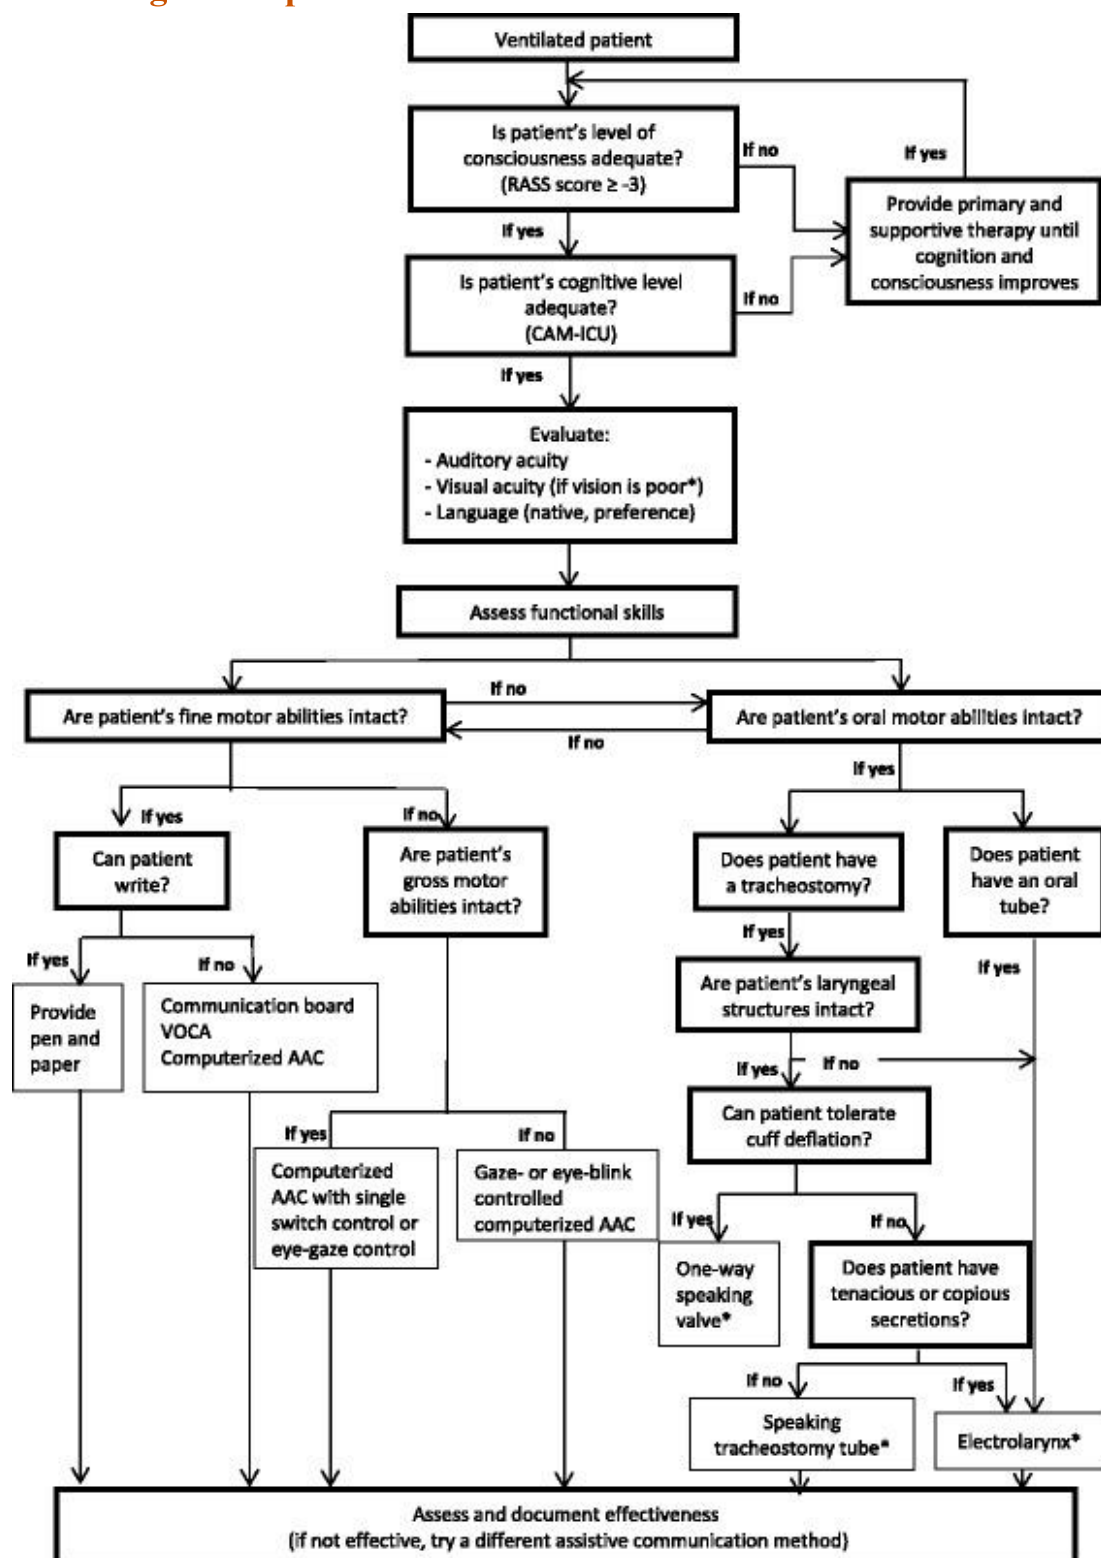 Ventilated patient
Is patient's level of
consciousness adequate?
(RASS score ≥ -3)
If no
If yes
Provide primary and
supportive therapy until
cognition and
consciousness improves
If yes
Is patient's cognitive level
adequate?
(CAM-ICU)
If no
If yes
Evaluate:
- Auditory acuity
- Visual acuity (if vision is poor*)
- Language (native, preference)
Assess functional skills
Are patient's fine motor abilities intact?
If no
If no
Are patient's oral motor abilities intact?
If yes
If yes
If no
Can patient
write?
Are patient's
gross motor
abilities intact?
Does patient have
a tracheostomy?
Does patient
have an oral
tube?
If yes
If no
If yes
If yes
Provide
pen and
paper
Communication board
VOCA
Computerized AAC
Are patient's laryngeal
structures intact?
If yes
If no
Can patient tolerate
cuff deflation?
If yes
If no
Computerized
AAC with single
switch control or
eye-gaze control
Gaze- or eye-blink
controlled
computerized AAC
If yes
If no
One-way
speaking
valve*
Does patient have
tenacious or copious
secretions?
If no
If yes
Speaking
tracheostomy tube*
Electrolarynx*
Assess and document effectiveness
(if not effective, try a different assistive communication method)